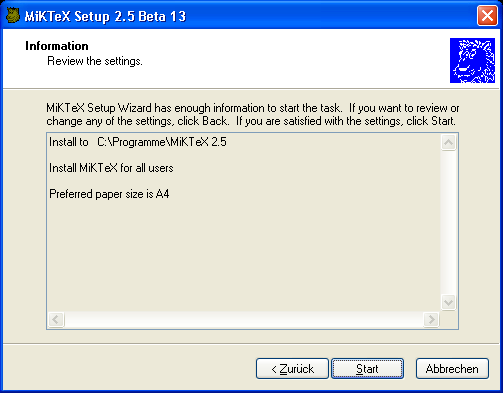 MiKTeX Setup 2.5 Beta 13
Information
Review the settings.
MiKTeX Setup Wizard has enough information to start the task.  If you want to review or
change any of the settings, click Back.  If you are satisfied with the settings, click Start.
Install to   C:\Programme\MiKTeX 2.5
Install MiKTeX for all users
Preferred paper size is A4
< Zurück
Start
Abbrechen